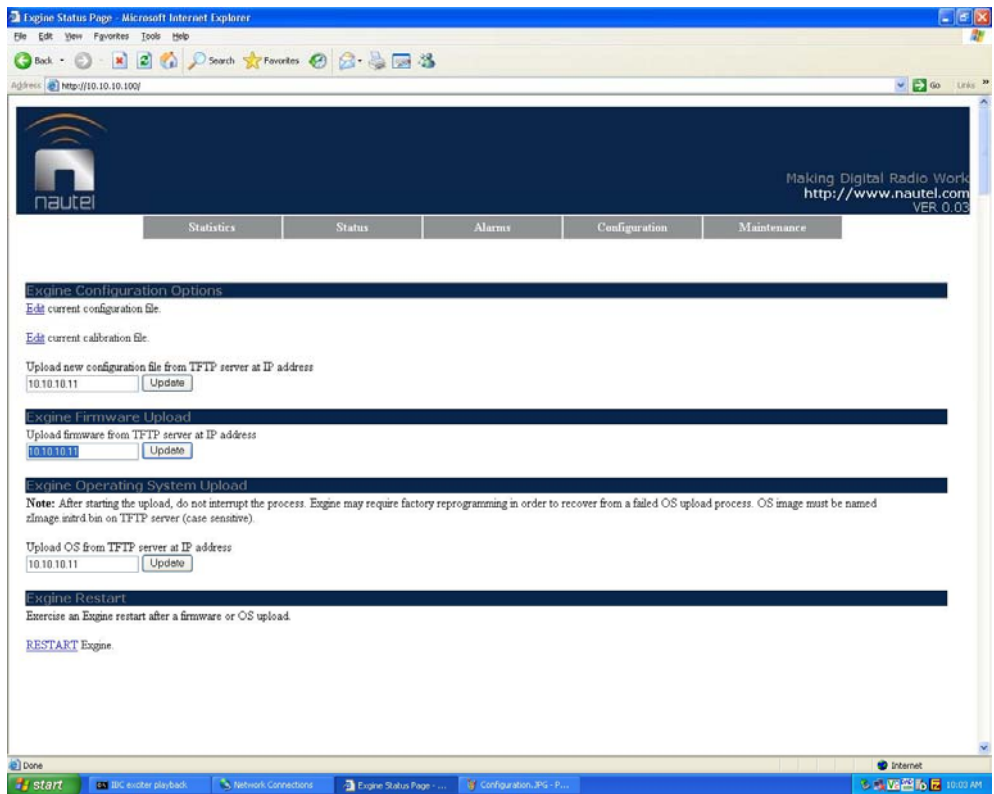 Exgine Status Page - Microsoft Internet Explorer
File Edit View Favorites Tools Help
Back Search Favorites
Address http://10.10.10.100/ Go Links »
nautel
Making Digital Radio Work
http://www.nautel.com
VER 0.03
Statistics Status Alarms Configuration Maintenance
Exgine Configuration Options
Edit current configuration file.
Edit current calibration file.
Upload new configuration file from TFTP server at IP address
10.10.10.11 Update
Exgine Firmware Upload
Upload firmware from TFTP server at IP address
10.10.10.11 Update
Exgine Operating System Upload
Note: After starting the upload, do not interrupt the process. Exgine may require factory reprogramming in order to recover from a failed OS upload process. OS image must be named
zImage.initrd.bin on TFTP server (case sensitive).
Upload OS from TFTP server at IP address
10.10.10.11 Update
Exgine Restart
Exercise an Exgine restart after a firmware or OS upload.
RESTART Exgine.
Done Internet
start IBC exciter playback Network Connections Exgine Status Page - ... Configuration.JPG - P... 10:03 AM